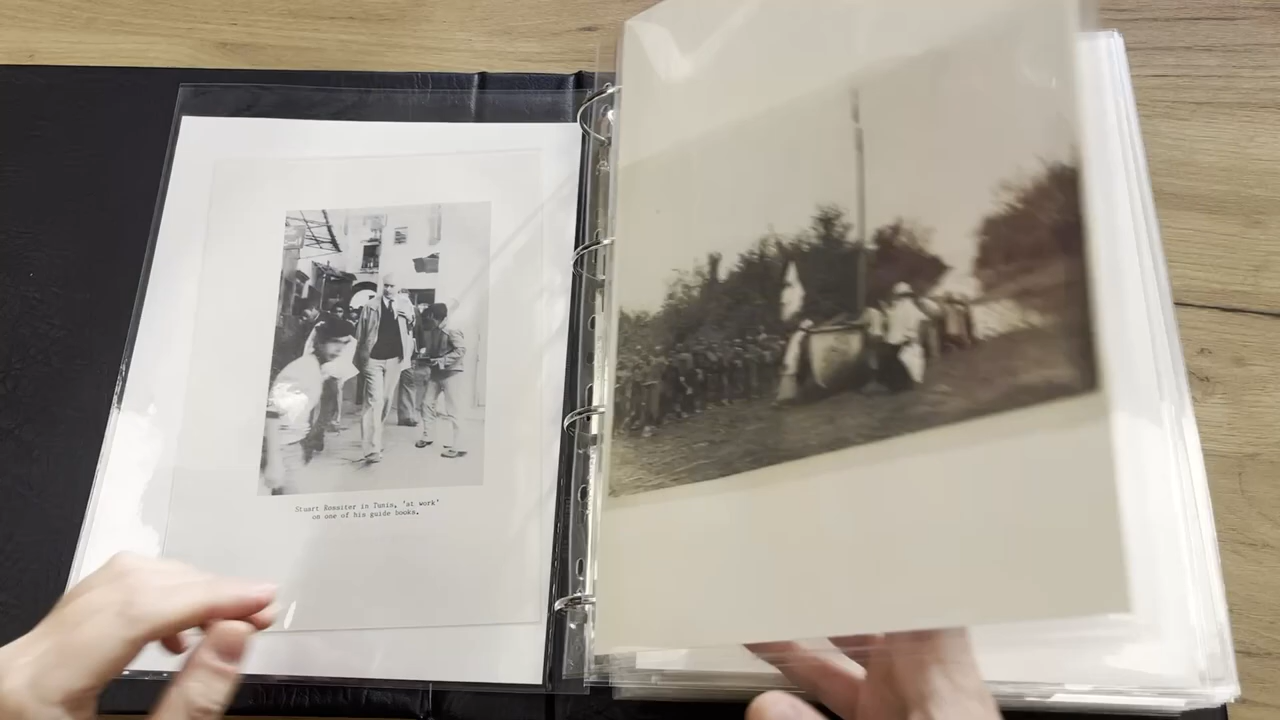 Stuart Rossiter in Tunis, 'at work'
on one of his guide books.